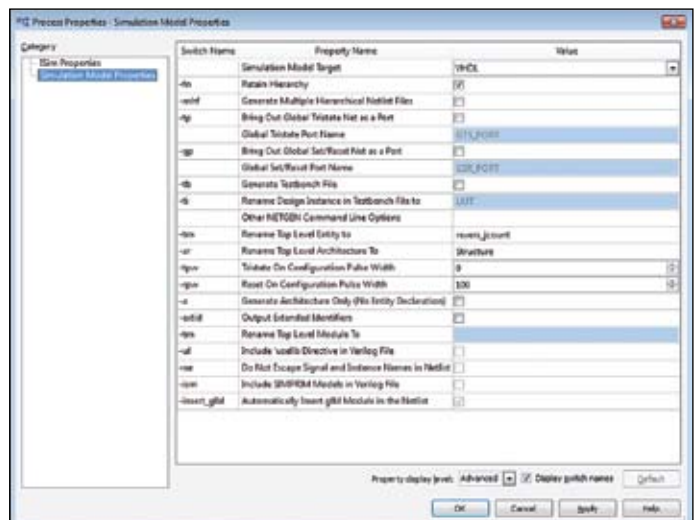 Process Properties - Simulation Model Properties
Category
ISim Properties
Simulation Model Properties
Switch Name Property Name Value
Simulation Model Target VHDL
-fn Retain Hierarchy
-mhf Generate Multiple Hierarchical Netlist Files
-tp Bring Out Global Tristate Net as a Port
Global Tristate Port Name GTS_PORT
-gp Bring Out Global Set/Reset Net as a Port
Global Set/Reset Port Name GSR_PORT
-tb Generate Testbench File
-ti Rename Design Instance in Testbench File to UUT
Other NETGEN Command Line Options
Rename Top Level Entity to
-ar Rename Top Level Architecture To Structure
-tpw Tristate On Configuration Pulse Width 0
-rpw Reset On Configuration Pulse Width 100
-a Generate Architecture Only (No Entity Declaration)
-extid Output Extended Identifiers
-tm Rename Top Level Module To
-ul Include 'uselib Directive in Verilog File
-ne Do Not Escape Signal and Instance Names in Netlist
-ism Include SIMPRIM Models in Verilog File
-insert_glbl Automatically Insert glbl Module in the Netlist
Property display level: Advanced Display switch names Default
OK Cancel Apply Help